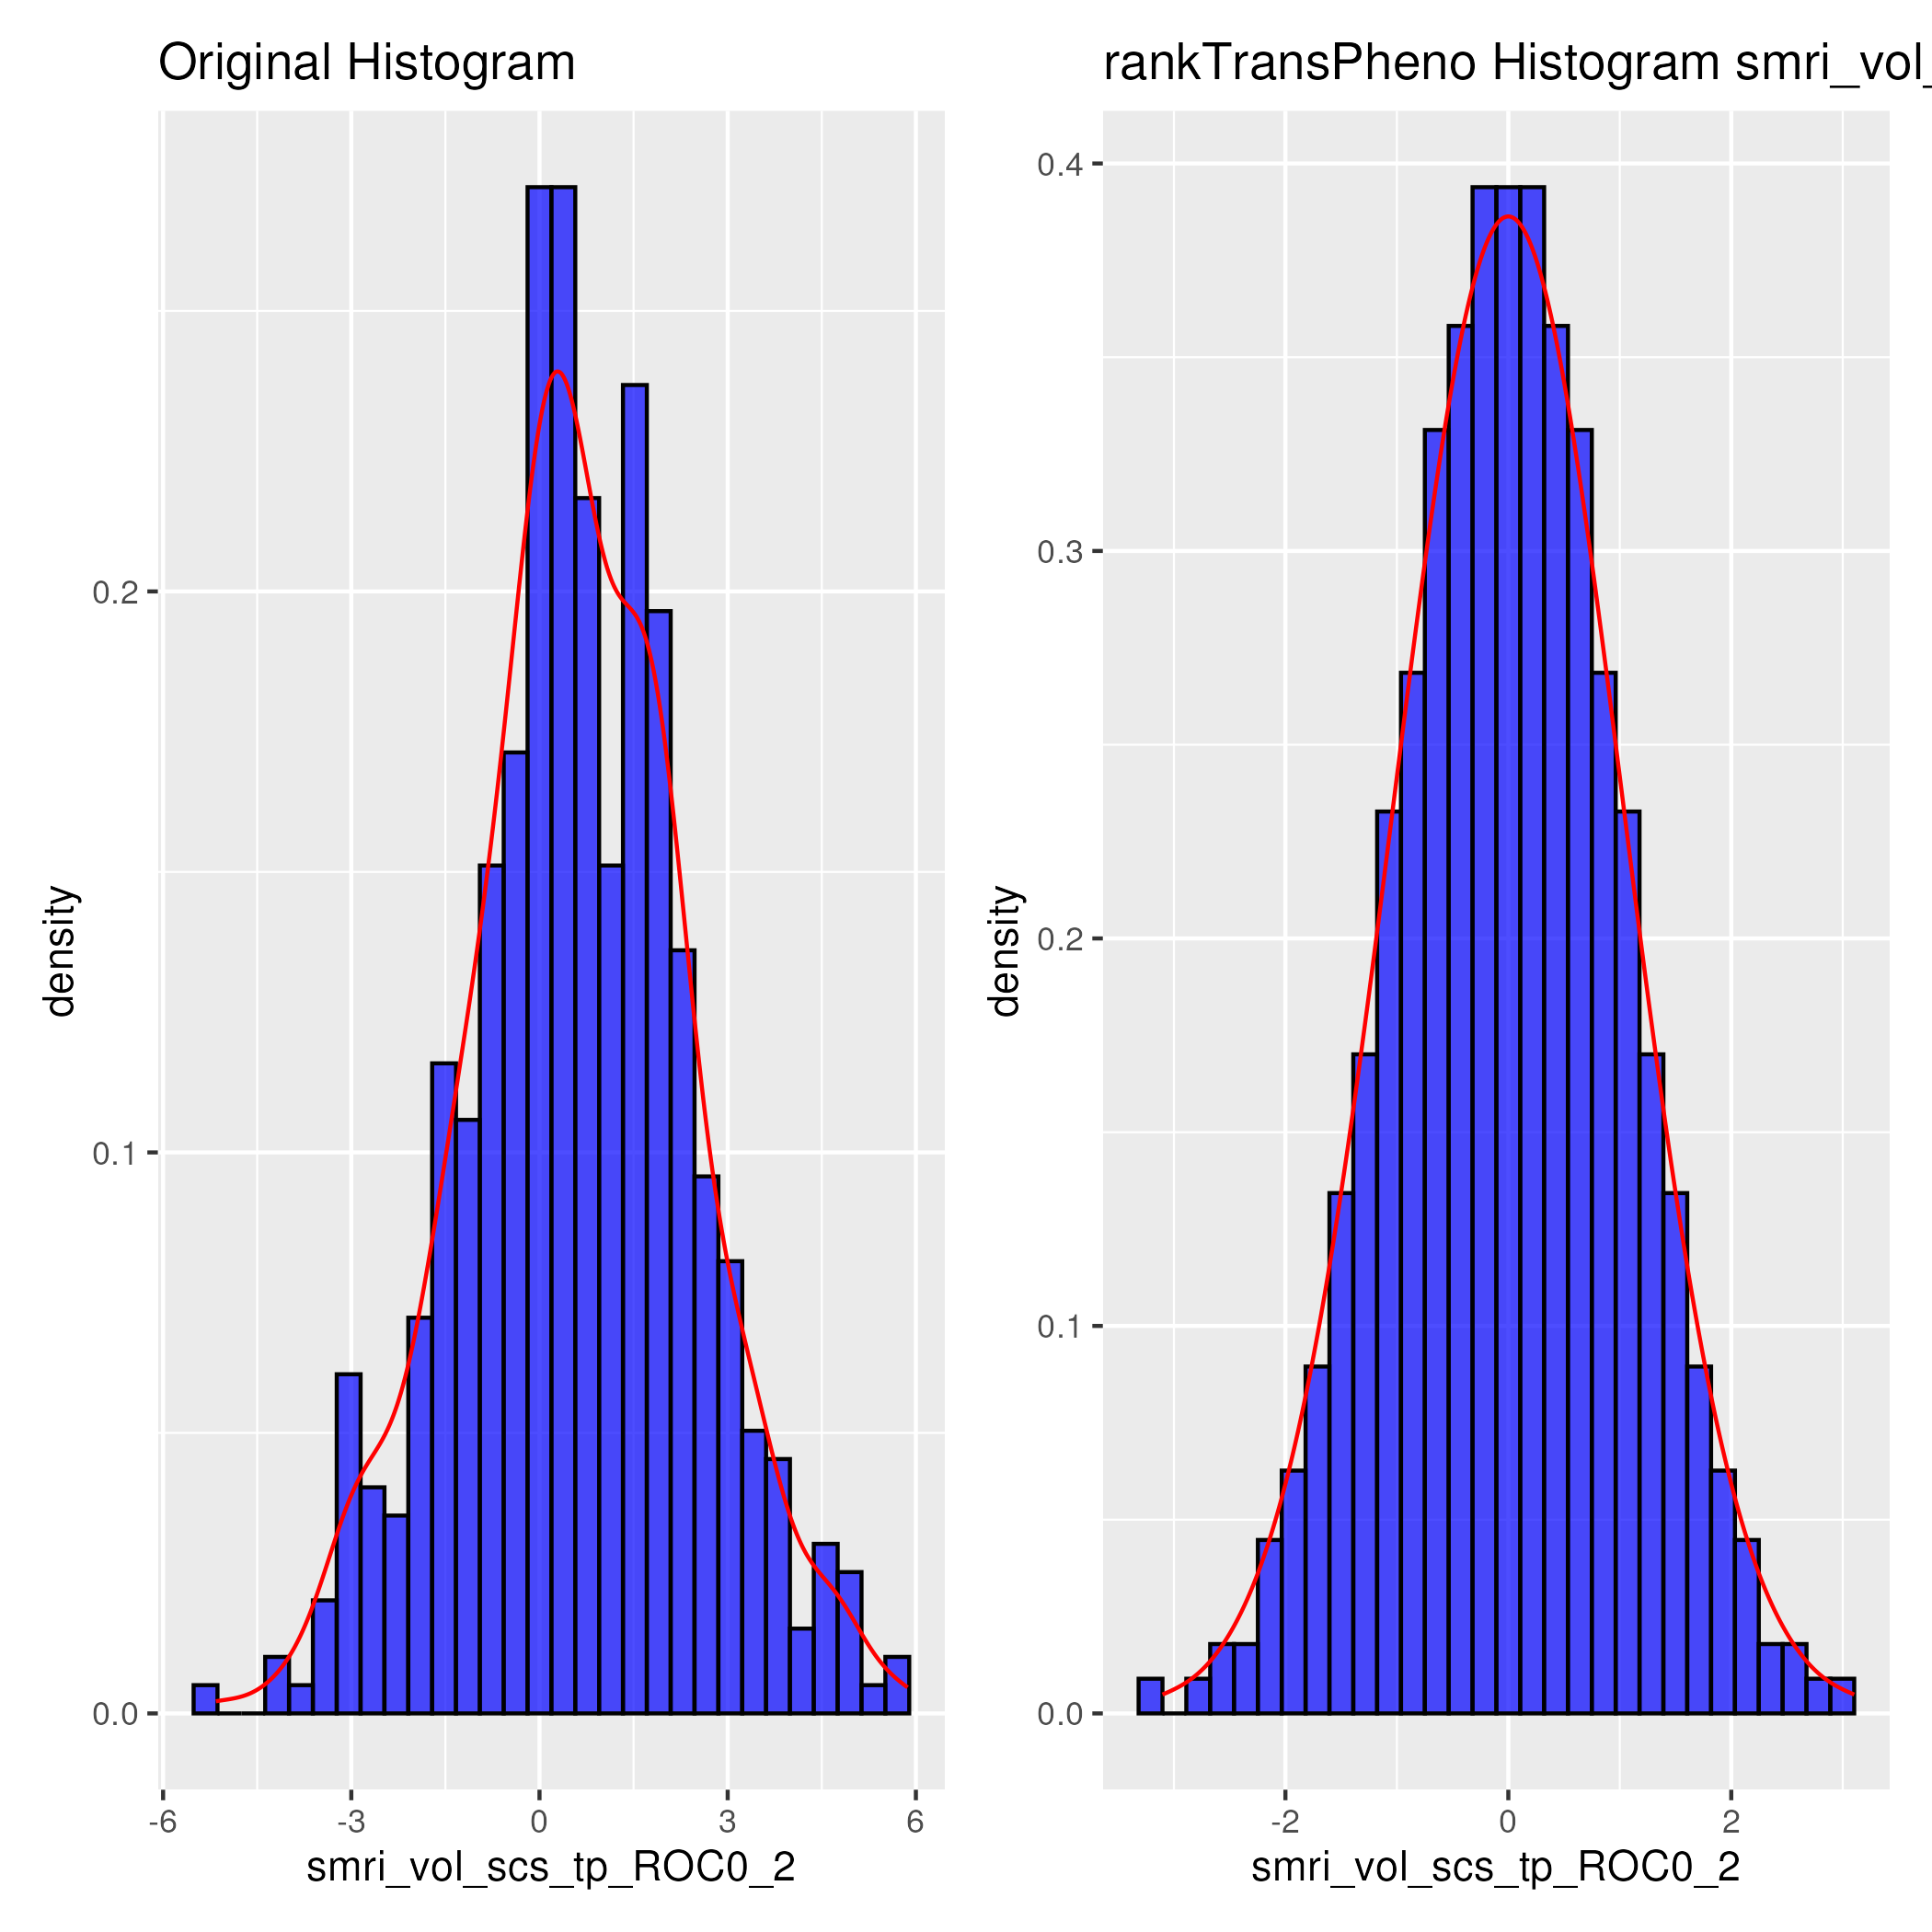 Original Histogram
density
0.2
0.1
0.0
-6 -3 0 3 6
smri_vol_scs_tp_ROC0_2
rankTransPheno Histogram smri_vol_
density
0.4
0.3
0.2
0.1
0.0
-2 0 2
smri_vol_scs_tp_ROC0_2